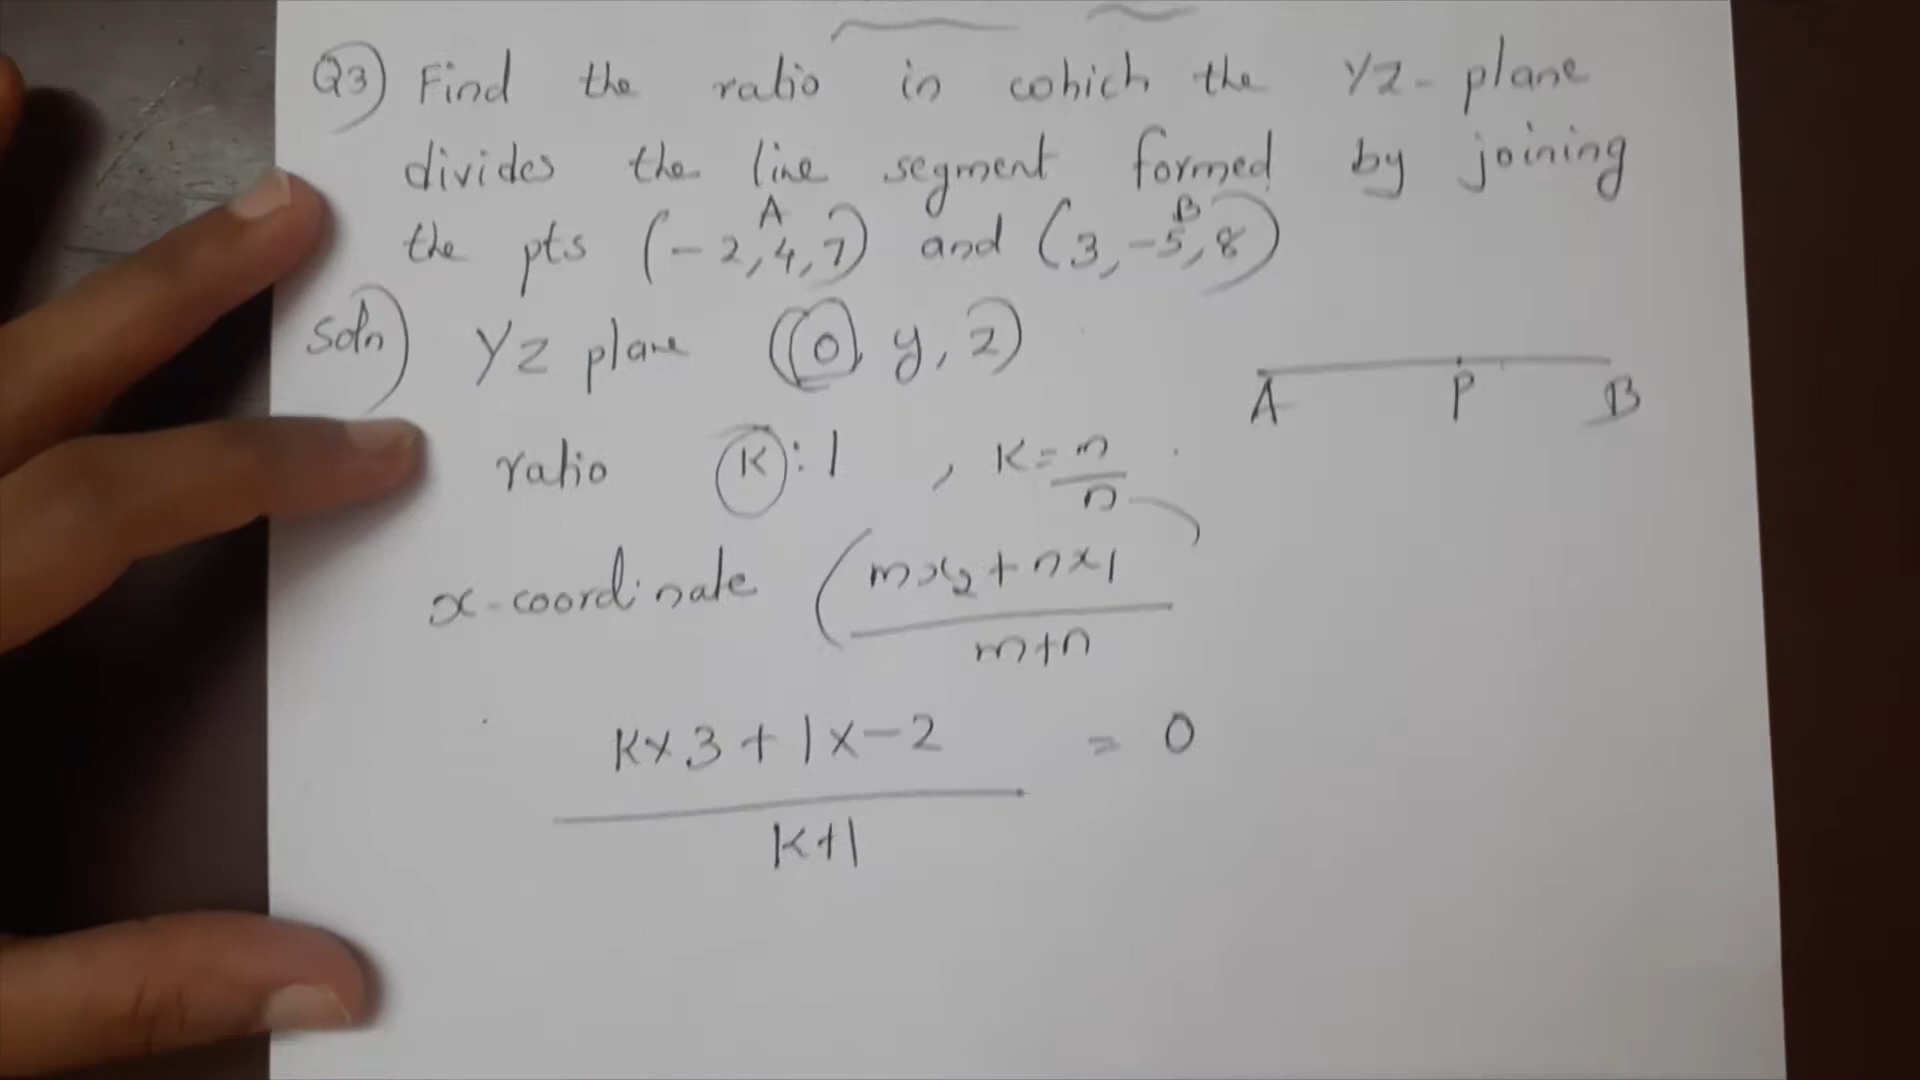 Q3) Find the ratio in which the YZ-plane
divides the line segment formed by joining
the pts (-2,4,7) and (3,-5,8)
A B
Soln) YZ plane (0, y, z)
A P B
ratio K:1 , K=m/n
x-coordinate (mx₂+nx₁)/(m+n)
(K×3+1×-2)/(K+1) = 0